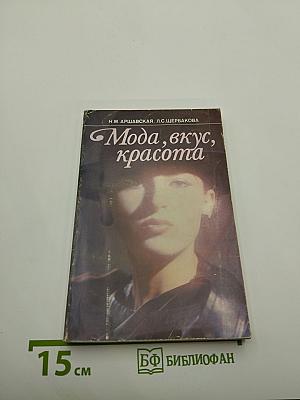 Н.М.АРШАВСКАЯ, Л.С.ЩЕРБАКОВА
Мода, вкус,
красота
15 см
БФ БИБЛИОФАН